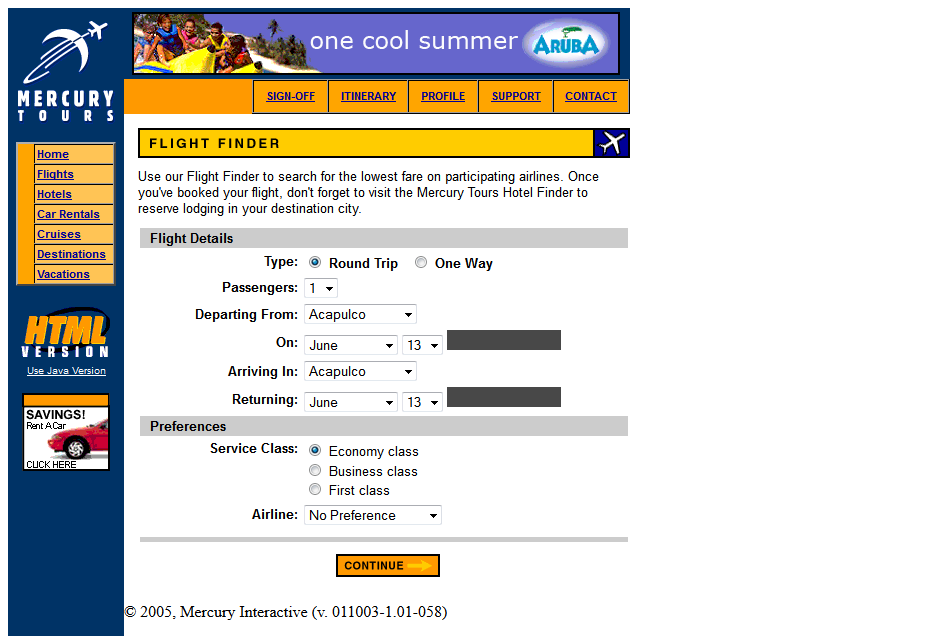 MERCURY
TOURS
one cool summer ARUBA
SIGN-OFF ITINERARY PROFILE SUPPORT CONTACT
Home
Flights
Hotels
Car Rentals
Cruises
Destinations
Vacations
HTML
VERSION
Use Java Version
SAVINGS!
Rent A Car
CLICK HERE
FLIGHT FINDER
Use our Flight Finder to search for the lowest fare on participating airlines. Once
you've booked your flight, don't forget to visit the Mercury Tours Hotel Finder to
reserve lodging in your destination city.
Flight Details
Type: Round Trip One Way
Passengers: 1
Departing From: Acapulco
On: June 13
Arriving In: Acapulco
Returning: June 13
Preferences
Service Class: Economy class
Business class
First class
Airline: No Preference
CONTINUE
© 2005, Mercury Interactive (v. 011003-1.01-058)